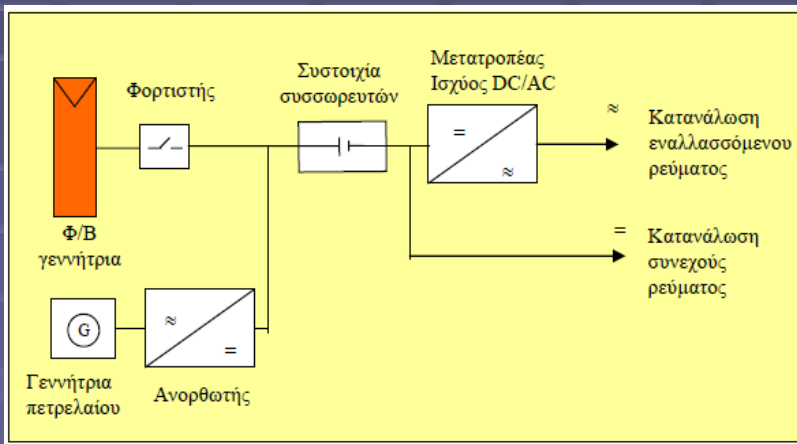 Φορτιστής
Συστοιχία
συσσωρευτών
Μετατροπέας
Ισχύος DC/AC
=
≈
≈
Κατανάλωση
εναλλασσόμενου
ρεύματος
=
Κατανάλωση
συνεχούς
ρεύματος
Φ/Β
γεννήτρια
G
≈
=
Γεννήτρια
πετρελαίου
Ανορθωτής